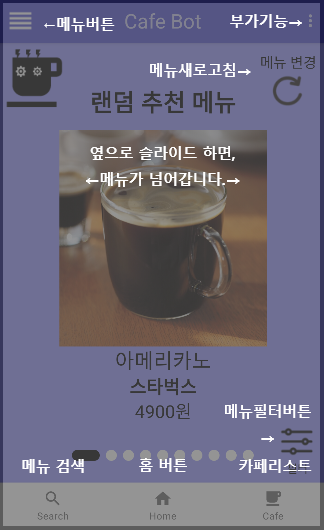 ←메뉴버튼 Cafe Bot 부가기능→
메뉴 변경
메뉴새로고침→
랜덤 추천 메뉴
옆으로 슬라이드 하면,
←메뉴가 넘어갑니다.→
아메리카노
스타벅스
4900원
메뉴필터버튼
→
메뉴 검색 홈 버튼 카페리스트
Search Home Cafe